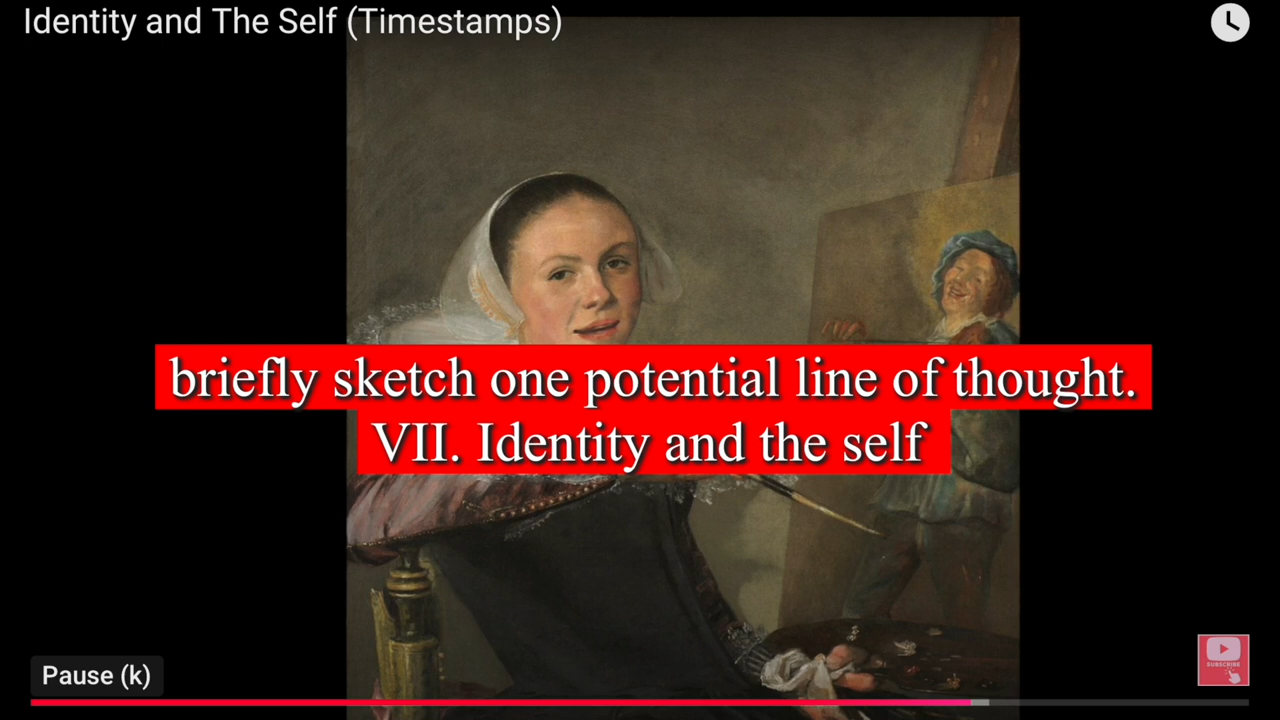 Identity and The Self (Timestamps)
briefly sketch one potential line of thought.
VII. Identity and the self
Pause (k)
SUBSCRIBE